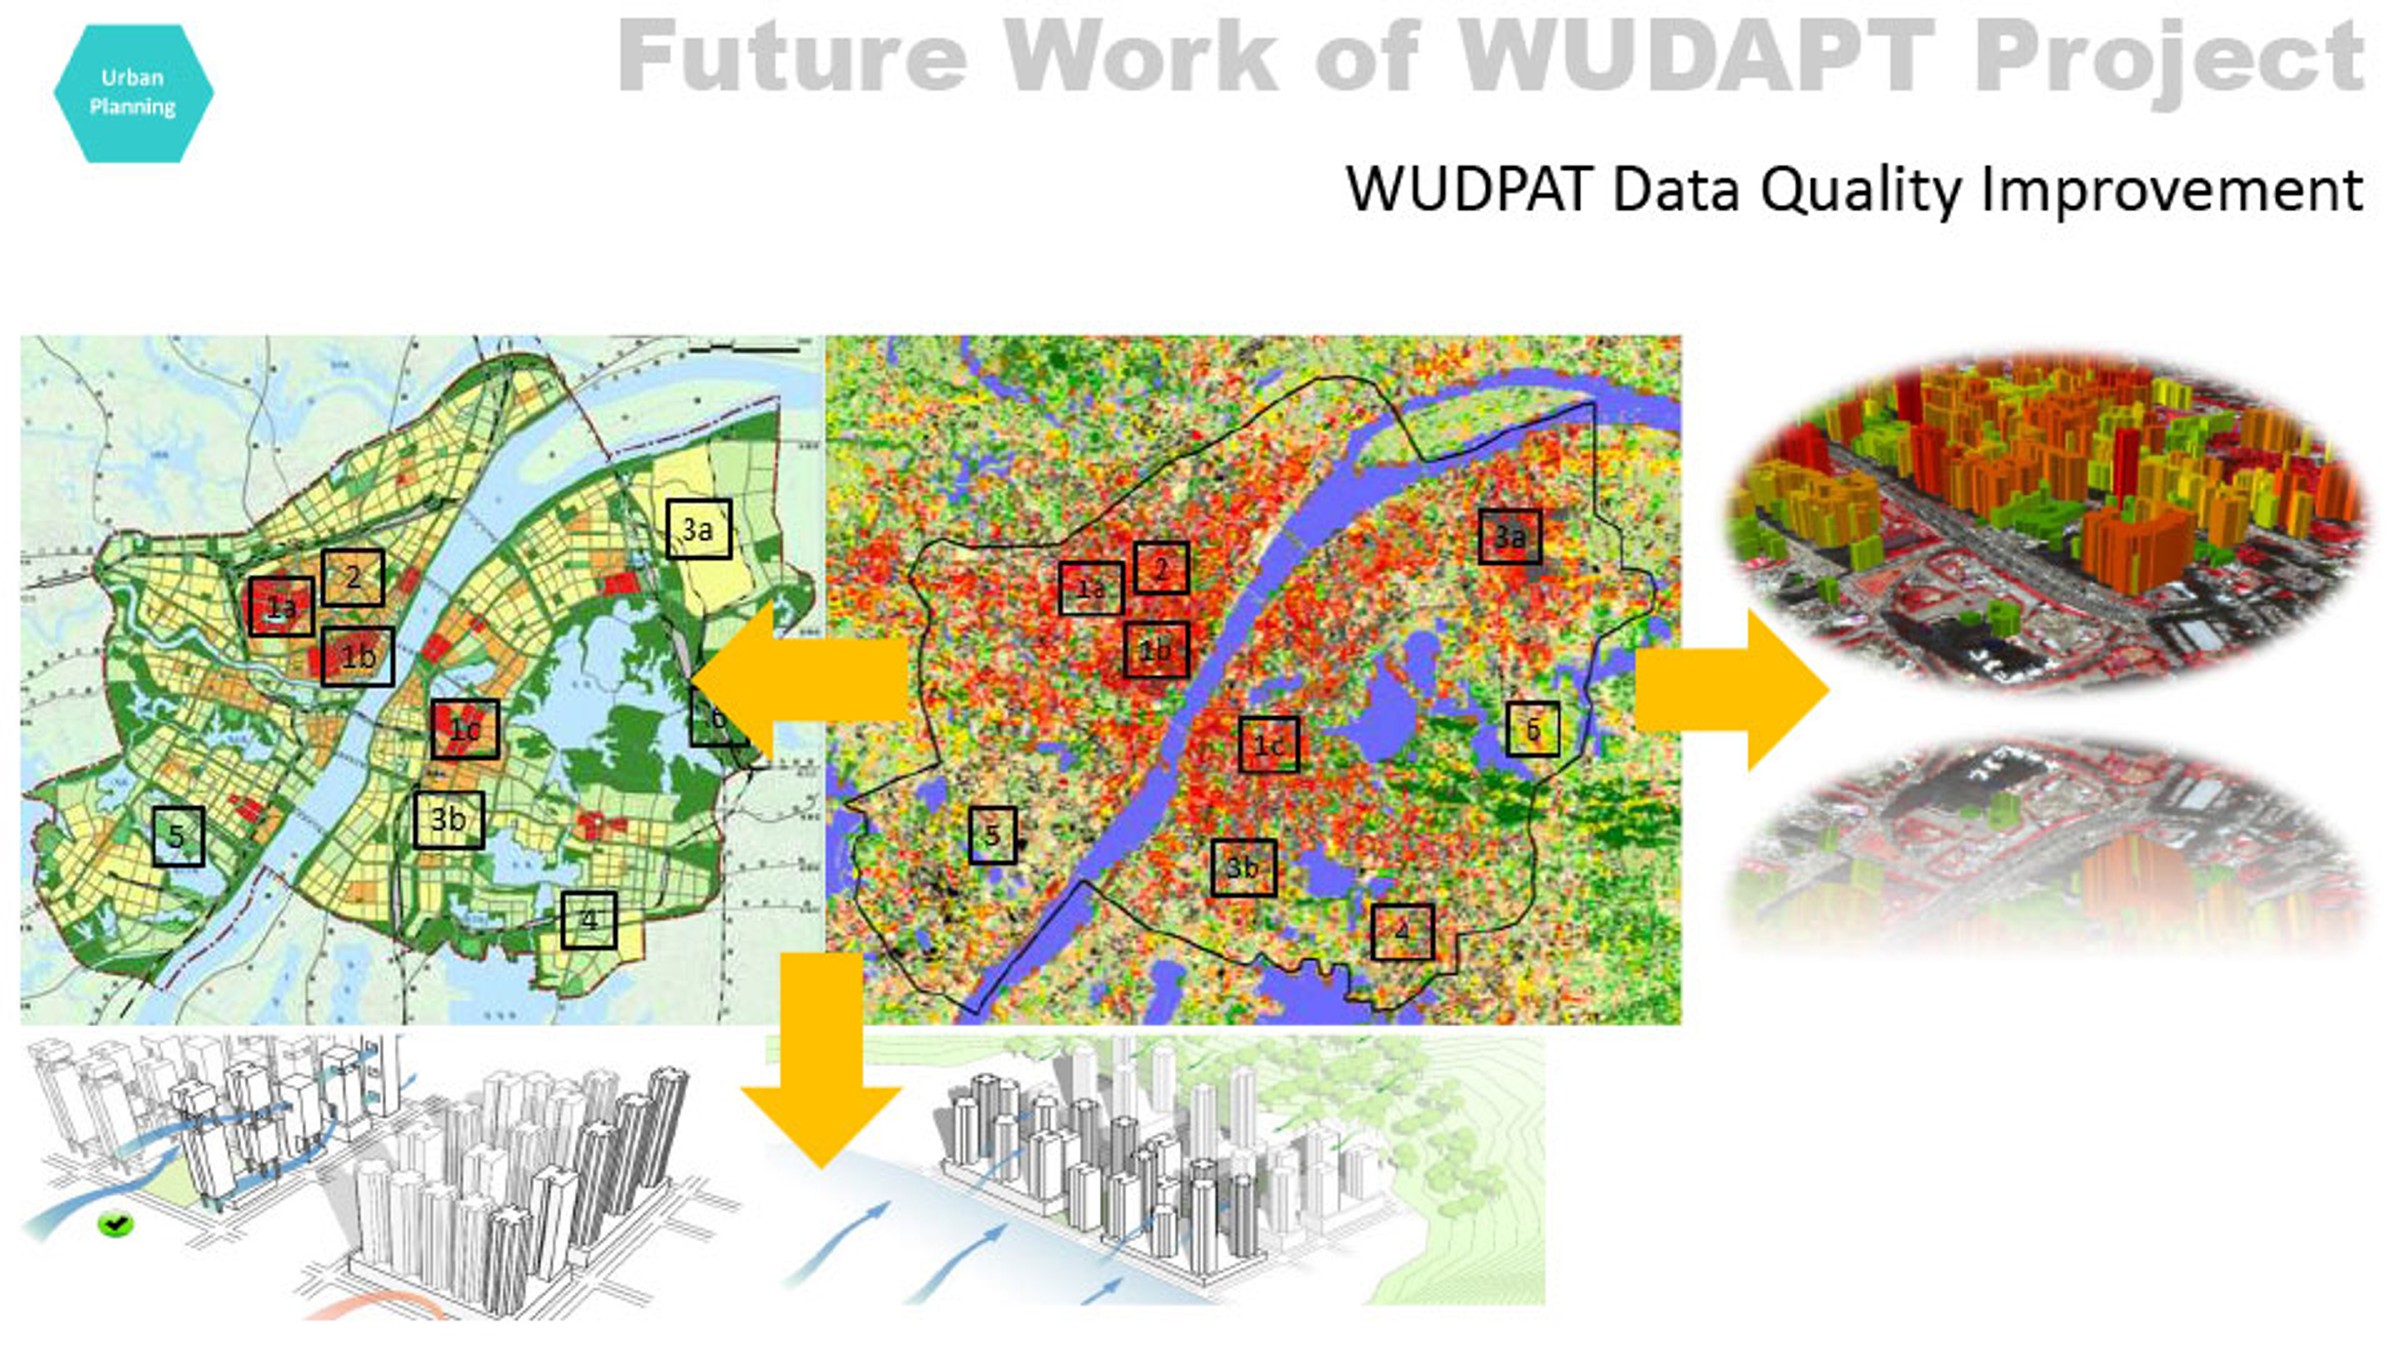 Urban
Planning
Future Work of WUDAPT Project
WUDPAT Data Quality Improvement
3a
2
1a
1b
6
1c
3b
5
4
3a
2
1a
1b
6
1c
5
3b
4